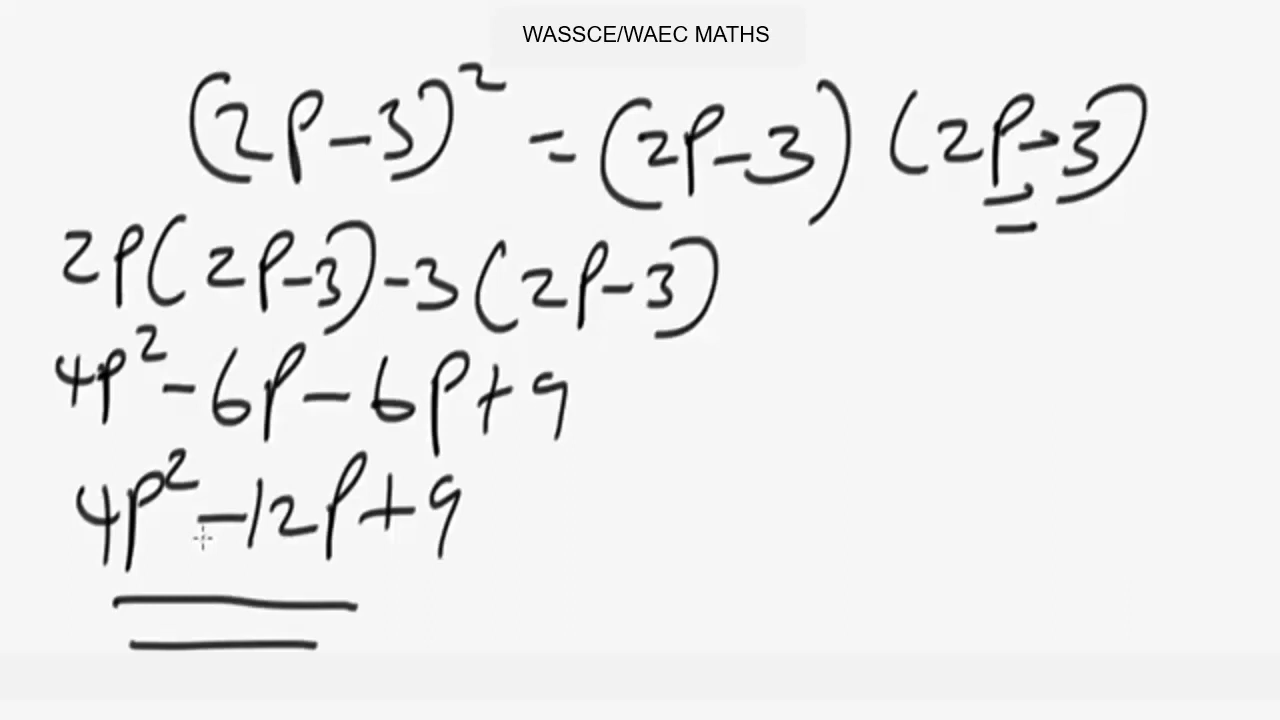 WASSCE/WAEC MATHS
(2p-3)² = (2p-3) (2p-3)
2p(2p-3)-3(2p-3)
4p²-6p-6p+9
4p²-12p+9